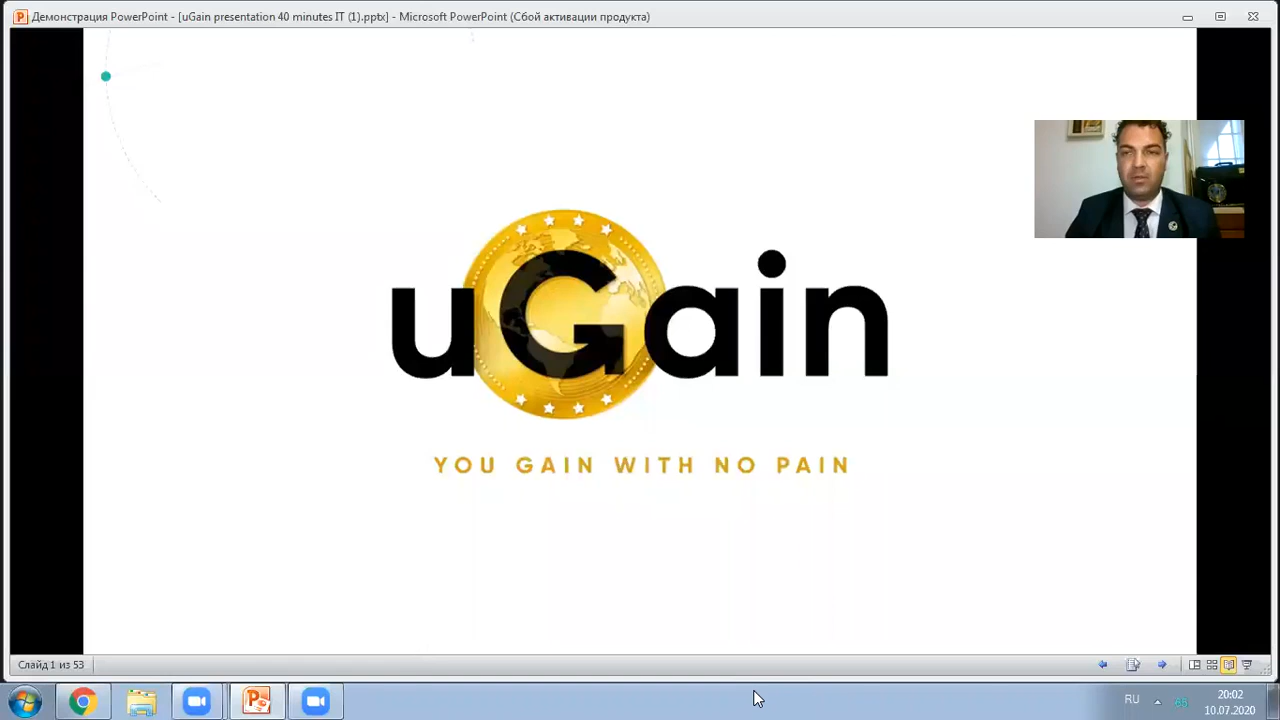 Демонстрация PowerPoint - [uGain presentation 40 minutes IT (1).pptx] - Microsoft PowerPoint (Сбой активации продукта)
uGain
YOU GAIN WITH NO PAIN
Слайд 1 из 53
RU
20:02
10.07.2020